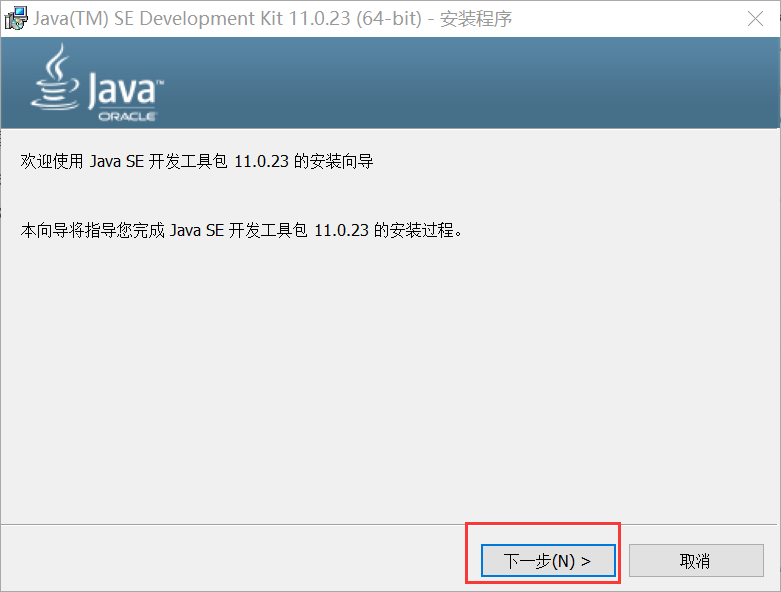 Java(TM) SE Development Kit 11.0.23 (64-bit) - 安装程序
Java™
ORACLE
欢迎使用 Java SE 开发工具包 11.0.23 的安装向导
本向导将指导您完成 Java SE 开发工具包 11.0.23 的安装过程。
下一步(N) >
取消